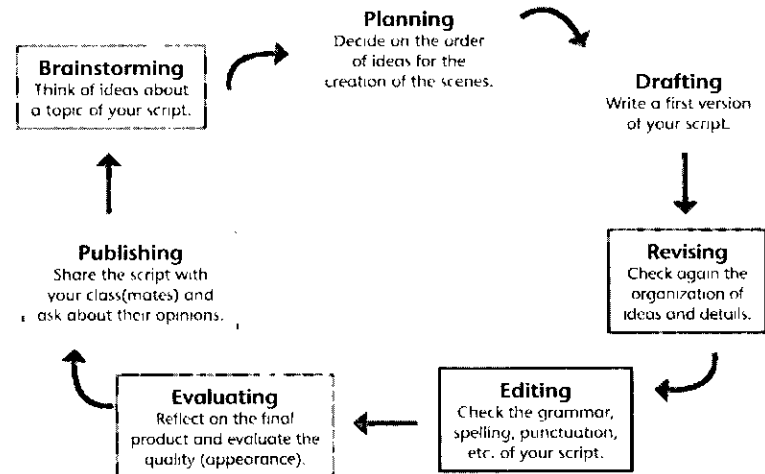 Planning
Decide on the order
of ideas for the
creation of the scenes.
Brainstorming
Think of ideas about
a topic of your script.
Drafting
Write a first version
of your script.
Revising
Check again the
organization of
ideas and details.
Editing
Check the grammar,
spelling, punctuation,
etc. of your script.
Evaluating
Reflect on the final
product and evaluate the
quality (appearance).
Publishing
Share the script with
your class(mates) and
ask about their opinions.